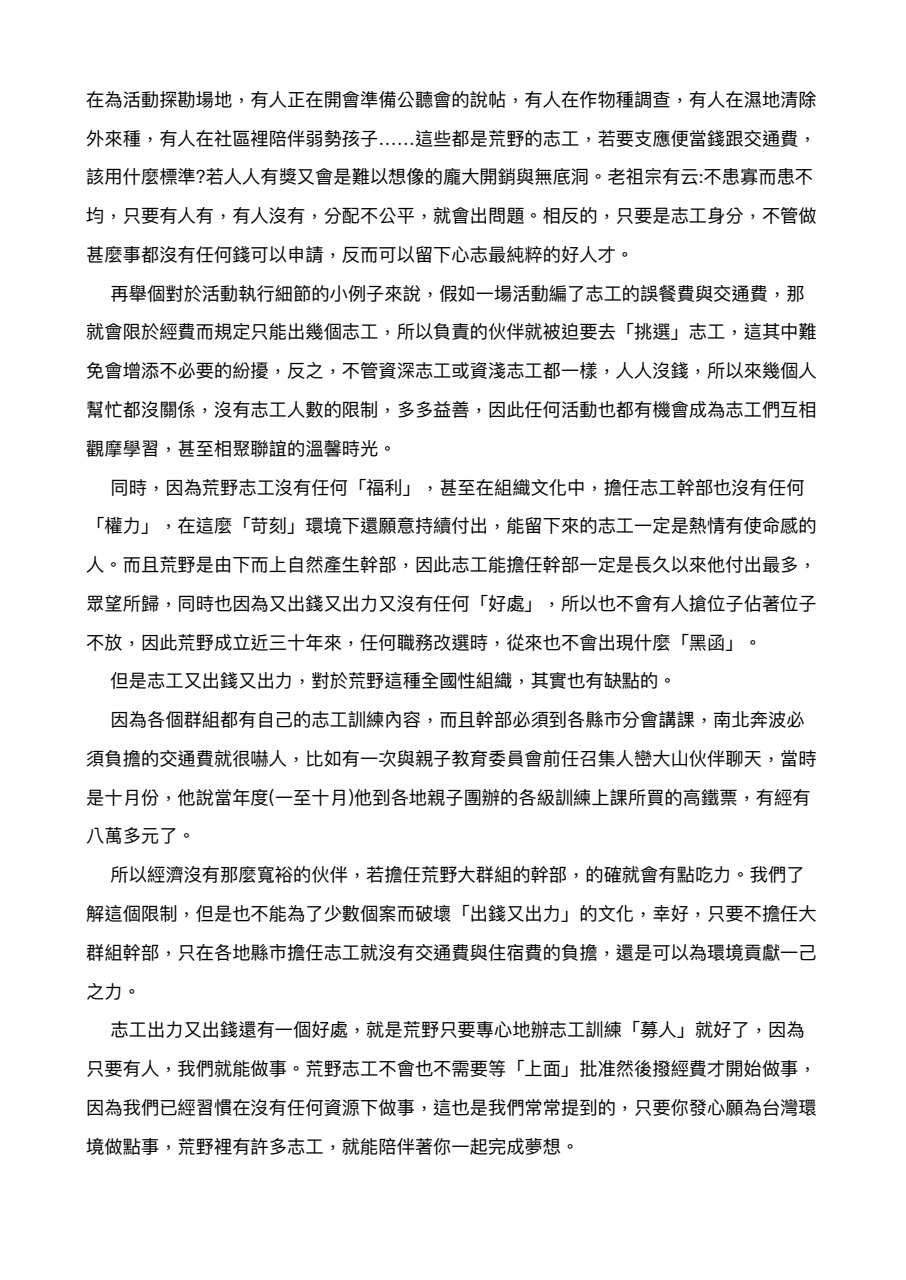 在為活動探勘場地，有人正在開會準備公聽會的說帖，有人在作物種調查，有人在濕地清除
外來種，有人在社區裡陪伴弱勢孩子……這些都是荒野的志工，若要支應便當錢跟交通費，
該用什麼標準?若人人有獎又會是難以想像的龐大開銷與無底洞。老祖宗有云:不患寡而患不
均，只要有人有，有人沒有，分配不公平，就會出問題。相反的，只要是志工身分，不管做
甚麼事都沒有任何錢可以申請，反而可以留下心志最純粹的好人才。
再舉個對於活動執行細節的小例子來說，假如一場活動編了志工的誤餐費與交通費，那
就會限於經費而規定只能出幾個志工，所以負責的伙伴就被迫要去「挑選」志工，這其中難
免會增添不必要的紛擾，反之，不管資深志工或資淺志工都一樣，人人沒錢，所以來幾個人
幫忙都沒關係，沒有志工人數的限制，多多益善，因此任何活動也都有機會成為志工們互相
觀摩學習，甚至相聚聯誼的溫馨時光。
同時，因為荒野志工沒有任何「福利」，甚至在組織文化中，擔任志工幹部也沒有任何
「權力」，在這麼「苛刻」環境下還願意持續付出，能留下來的志工一定是熱情有使命感的
人。而且荒野是由下而上自然產生幹部，因此志工能擔任幹部一定是長久以來他付出最多，
眾望所歸，同時也因為又出錢又出力又沒有任何「好處」，所以也不會有人搶位子佔著位子
不放，因此荒野成立近三十年來，任何職務改選時，從來也不會出現什麼「黑函」。
但是志工又出錢又出力，對於荒野這種全國性組織，其實也有缺點的。
因為各個群組都有自己的志工訓練內容，而且幹部必須到各縣市分會講課，南北奔波必
須負擔的交通費就很嚇人，比如有一次與親子教育委員會前任召集人巒大山伙伴聊天，當時
是十月份，他說當年度(一至十月)他到各地親子團辦的各級訓練上課所買的高鐵票，有經有
八萬多元了。
所以經濟沒有那麼寬裕的伙伴，若擔任荒野大群組的幹部，的確就會有點吃力。我們了
解這個限制，但是也不能為了少數個案而破壞「出錢又出力」的文化，幸好，只要不擔任大
群組幹部，只在各地縣市擔任志工就沒有交通費與住宿費的負擔，還是可以為環境貢獻一己
之力。
志工出力又出錢還有一個好處，就是荒野只要專心地辦志工訓練「募人」就好了，因為
只要有人，我們就能做事。荒野志工不會也不需要等「上面」批准然後撥經費才開始做事，
因為我們已經習慣在沒有任何資源下做事，這也是我們常常提到的，只要你發心願為台灣環
境做點事，荒野裡有許多志工，就能陪伴著你一起完成夢想。